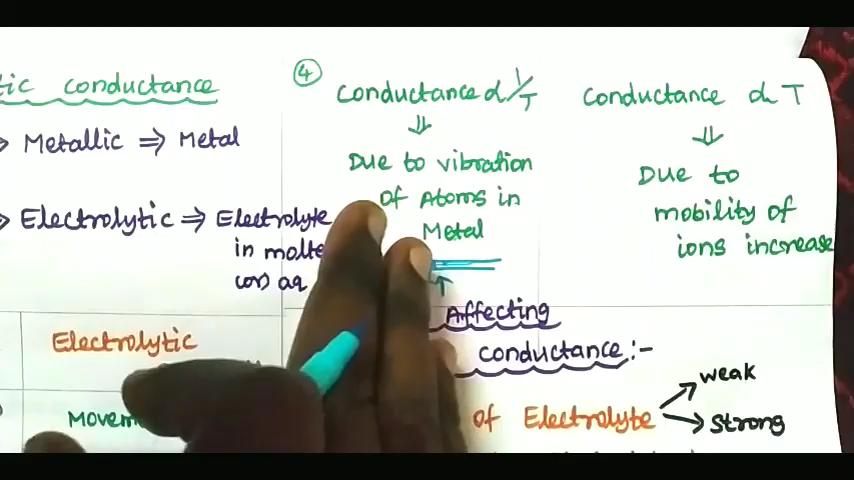 tic conductance
Metallic ⇒ Metal
Electrolytic ⇒ Electrolyte
in molte
(or) aq
Electrolytic
Movem
④ conductance α 1/T
⇓
Due to vibration
of Atoms in
Metal
conductance α T
⇓
Due to
mobility of
ions increase
Affecting
conductance :-
of Electrolyte
weak
strong